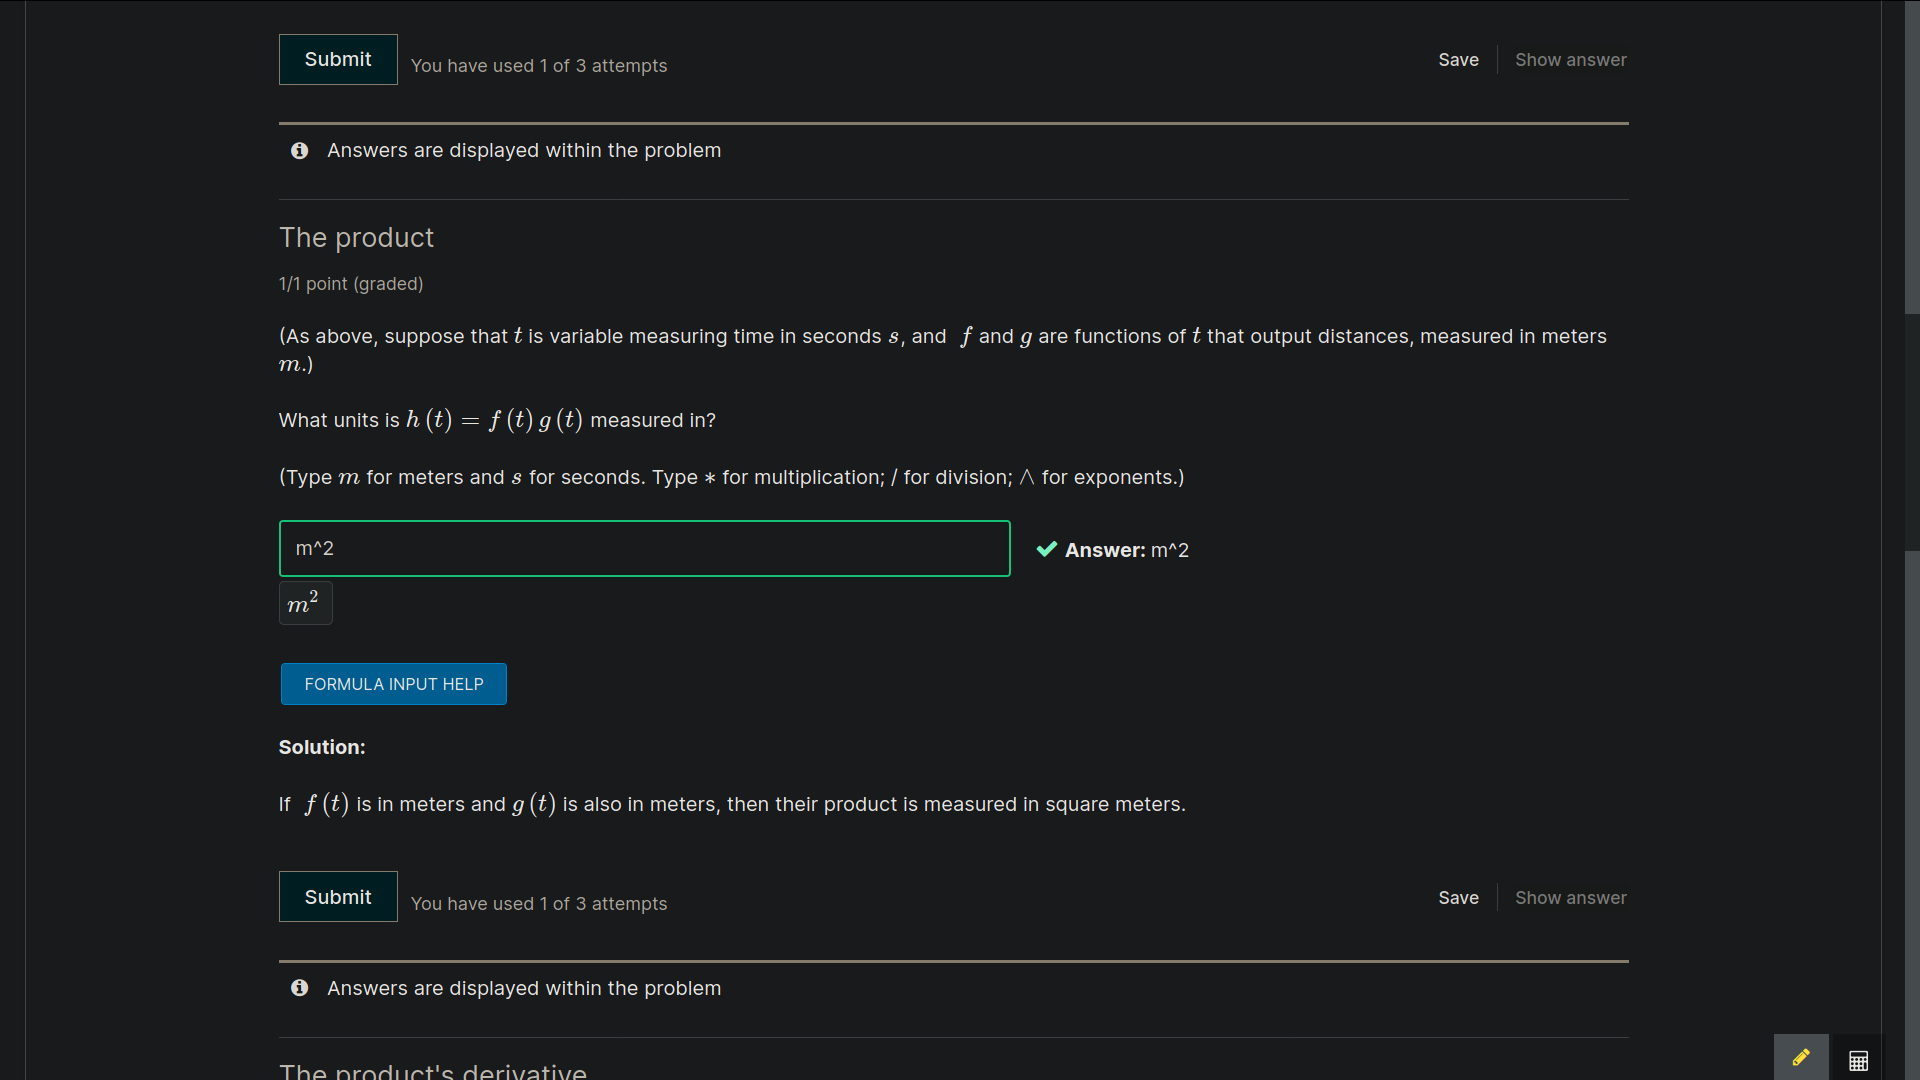 Submit
You have used 1 of 3 attempts
Save
Show answer
Answers are displayed within the problem
The product
1/1 point (graded)
(As above, suppose that t is variable measuring time in seconds s, and f and g are functions of t that output distances, measured in meters
m.)
What units is h (t) = f (t) g (t) measured in?
(Type m for meters and s for seconds. Type * for multiplication; / for division; ∧ for exponents.)
m^2
Answer: m^2
m²
FORMULA INPUT HELP
Solution:
If f (t) is in meters and g (t) is also in meters, then their product is measured in square meters.
Submit
You have used 1 of 3 attempts
Save
Show answer
Answers are displayed within the problem
The product's derivative